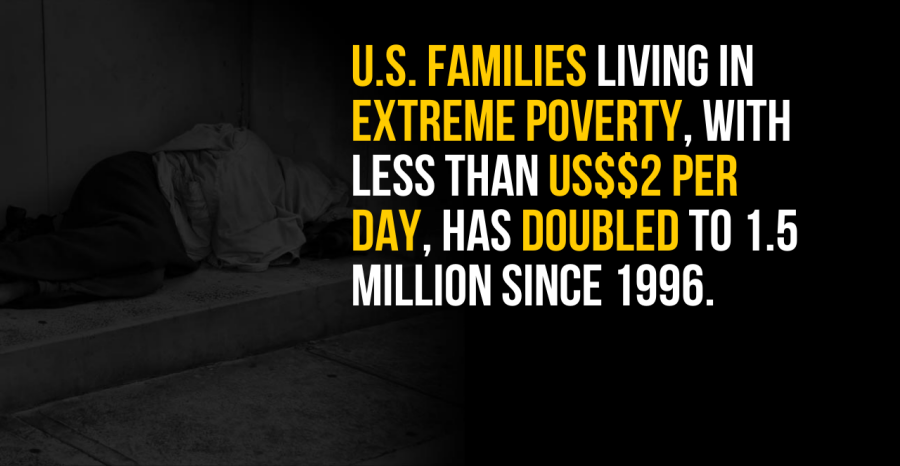 U.S. FAMILIES LIVING IN
EXTREME POVERTY, WITH
LESS THAN US$$2 PER
DAY, HAS DOUBLED TO 1.5
MILLION SINCE 1996.